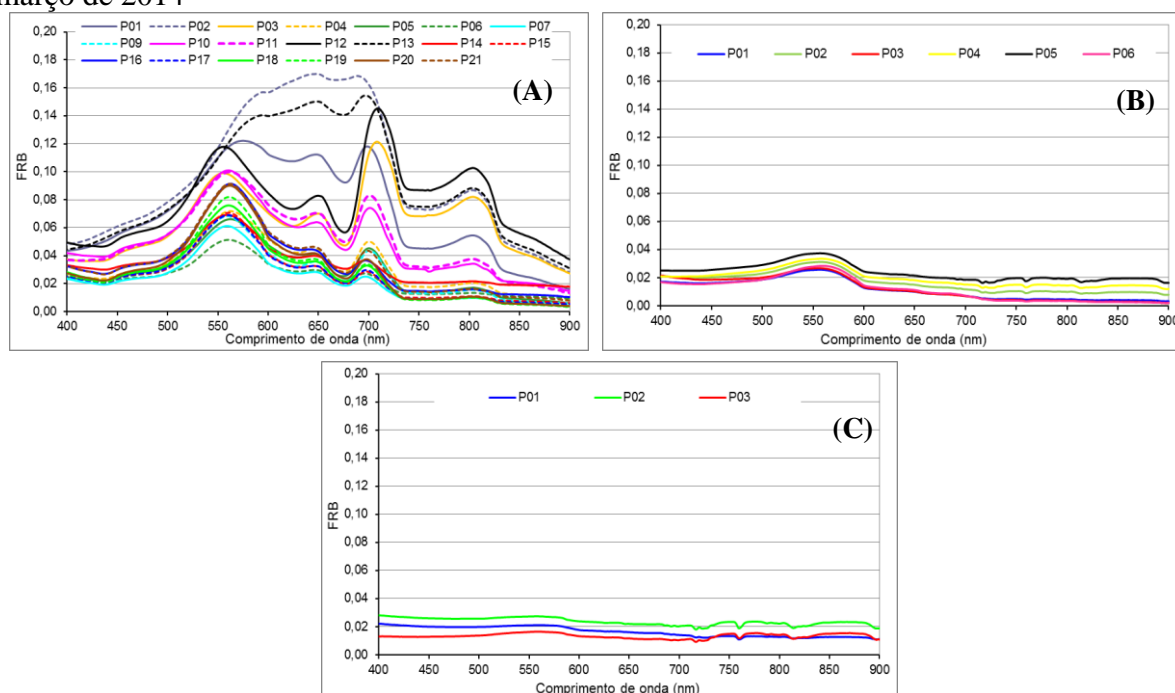 março de 2014
P01 P02 P03 P04 P05 P06 P07
P09 P10 P11 P12 P13 P14 P15
P16 P17 P18 P19 P20 P21
(A)
FRB
0,20
0,18
0,16
0,14
0,12
0,10
0,08
0,06
0,04
0,02
0,00
400 450 500 550 600 650 700 750 800 850 900
Comprimento de onda (nm)
P01 P02 P03 P04 P05 P06
(B)
FRB
0,20
0,18
0,16
0,14
0,12
0,10
0,08
0,06
0,04
0,02
0,00
400 450 500 550 600 650 700 750 800 850 900
Comprimento de onda (nm)
P01 P02 P03
(C)
FRB
0,20
0,18
0,16
0,14
0,12
0,10
0,08
0,06
0,04
0,02
0,00
400 450 500 550 600 650 700 750 800 850 900
Comprimento de onda (nm)